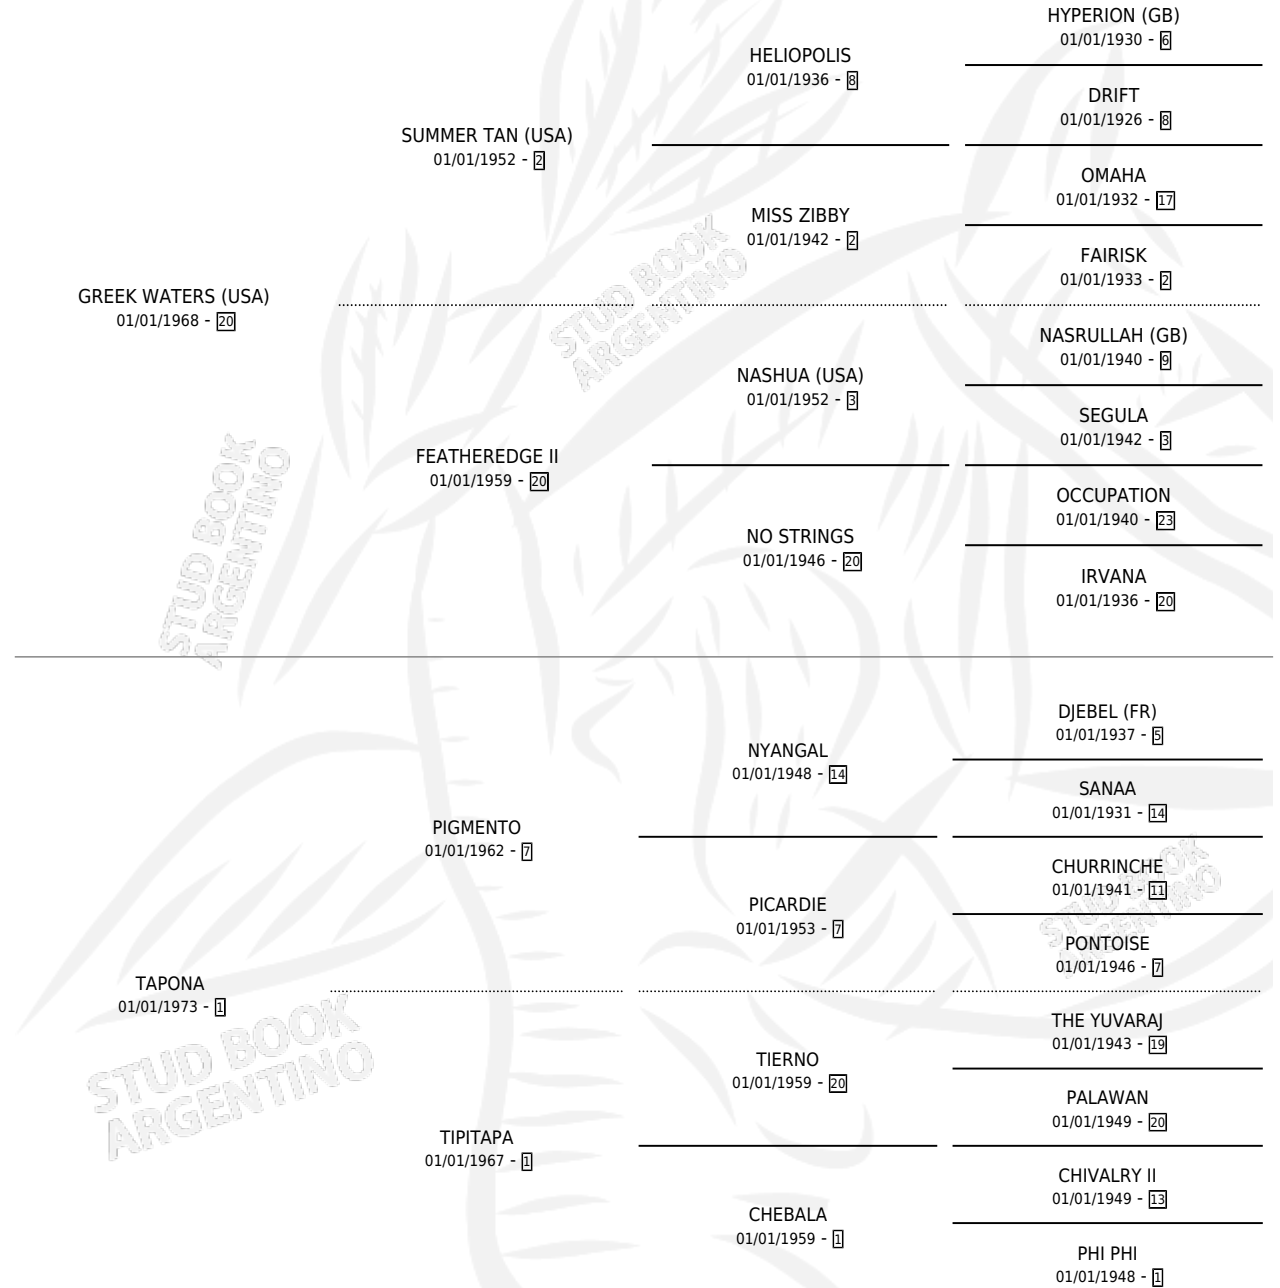 HYPERION (GB)
01/01/1930 - 6
HELIOPOLIS
01/01/1936 - 8
DRIFT
01/01/1926 - 8
SUMMER TAN (USA)
01/01/1952 - 2
OMAHA
01/01/1932 - 17
MISS ZIBBY
01/01/1942 - 2
FAIRISK
01/01/1933 - 2
GREEK WATERS (USA)
01/01/1968 - 20
STUD BOOK
ARGENTINO
NASRULLAH (GB)
01/01/1940 - 9
NASHUA (USA)
01/01/1952 - 3
SEGULA
01/01/1942 - 3
FEATHEREDGE II
01/01/1959 - 20
STUD BOOK
ARGENTINO
OCCUPATION
01/01/1940 - 23
NO STRINGS
01/01/1946 - 20
IRVANA
01/01/1936 - 20
DJEBEL (FR)
01/01/1937 - 5
NYANGAL
01/01/1948 - 14
SANAA
01/01/1931 - 14
PIGMENTO
01/01/1962 - 7
CHURRINCHE
01/01/1941 - 11
STUD BOOK
ARGENTINO
PICARDIE
01/01/1953 - 7
PONTOISE
01/01/1946 - 7
TAPONA
01/01/1973 - 1
STUD BOOK
ARGENTINO
THE YUVARAJ
01/01/1943 - 19
TIERNO
01/01/1959 - 20
PALAWAN
01/01/1949 - 20
TIPITAPA
01/01/1967 - 1
CHIVALRY II
01/01/1949 - 13
CHEBALA
01/01/1959 - 1
PHI PHI
01/01/1948 - 1